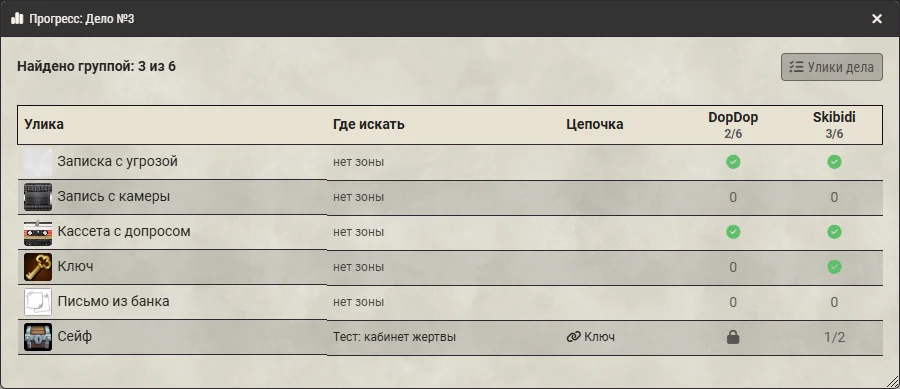 Прогресс: Дело №3
Найдено группой: 3 из 6
Улики дела
Улика Где искать Цепочка DopDop Skibidi
2/6 3/6
Записка с угрозой нет зоны
Запись с камеры нет зоны 0 0
Кассета с допросом нет зоны
Ключ нет зоны 0
Письмо из банка нет зоны 0 0
Сейф Тест: кабинет жертвы Ключ 1/2